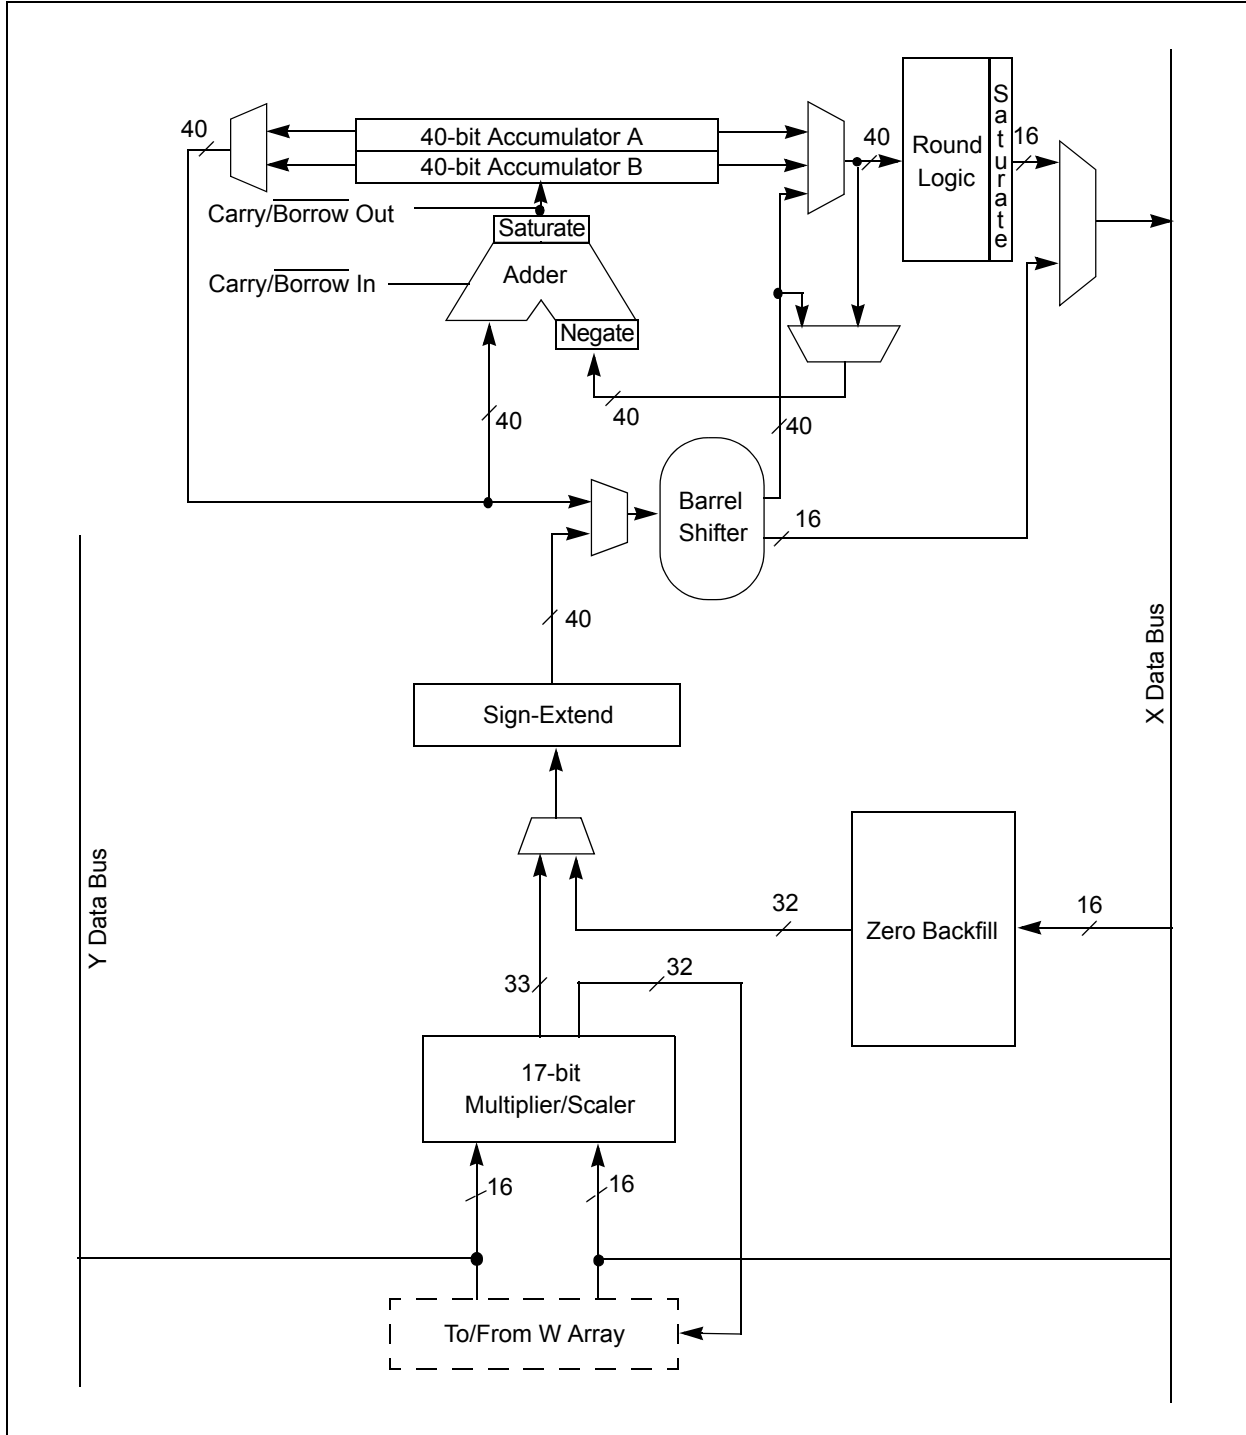 40
40-bit Accumulator A
40-bit Accumulator B
40
Round
Logic
Saturate
16
Carry/Borrow Out
Saturate
Carry/Borrow In
Adder
Negate
40
40
40
Barrel
Shifter
16
40
X Data Bus
Sign-Extend
Y Data Bus
32
Zero Backfill
16
33
32
17-bit
Multiplier/Scaler
16
16
To/From W Array